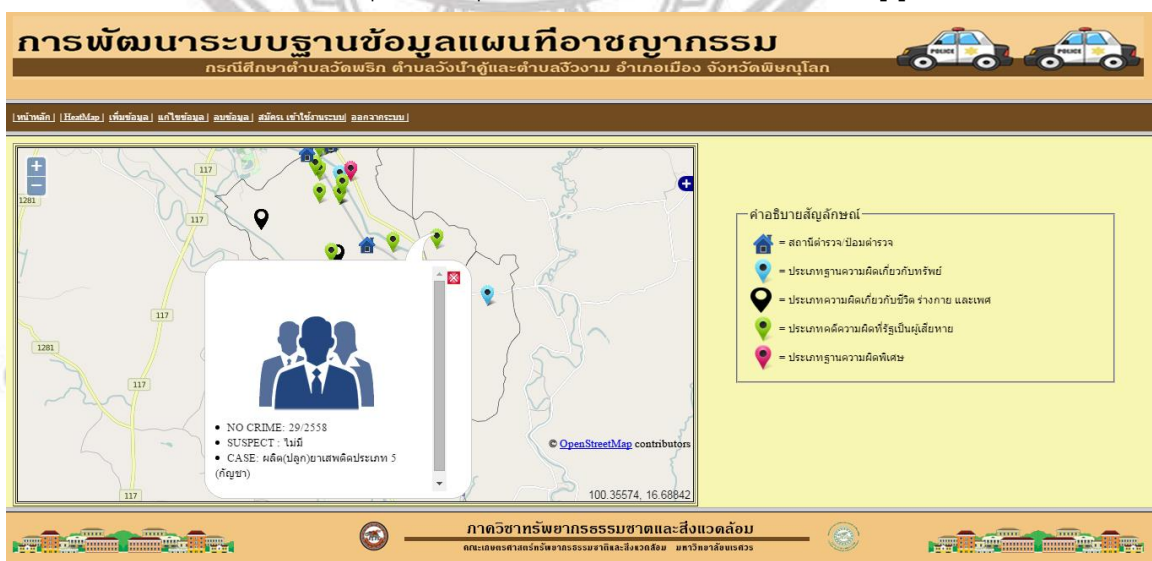 การพัฒนาระบบฐานข้อมูลแผนที่อาชญากรรม
กรณีศึกษาตำบลวัดพริก ตำบลวังน้ำคู้และตำบลงิ้วงาม อำเภอเมือง จังหวัดพิษณุโลก
POLICE POLICE
|หน้าหลัก| |HeatMap| เพิ่มข้อมูล| แก้ไขข้อมูล| ลบข้อมูล| สมัคร เข้าใช้งานระบบ| ออกจากระบบ|
+
−
+
117
1281
117
117
1281
117
117
NO CRIME: 29/2558
SUSPECT : ไม่มี
CASE: ผลิต(ปลูก)ยาเสพติดประเภท 5
(กัญชา)
© OpenStreetMap contributors
100.35574, 16.68842
คำอธิบายสัญลักษณ์
= สถานีตำรวจ/ป้อมตำรวจ
= ประเภทฐานความผิดเกี่ยวกับทรัพย์
= ประเภทความผิดเกี่ยวกับชีวิต ร่างกาย และเพศ
= ประเภทคดีความผิดที่รัฐเป็นผู้เสียหาย
= ประเภทฐานความผิดพิเศษ
ภาควิชาทรัพยากรธรรมชาติและสิ่งแวดล้อม
คณะเกษตรศาสตร์ทรัพยากรธรรมชาติและสิ่งแวดล้อม มหาวิทยาลัยนเรศวร